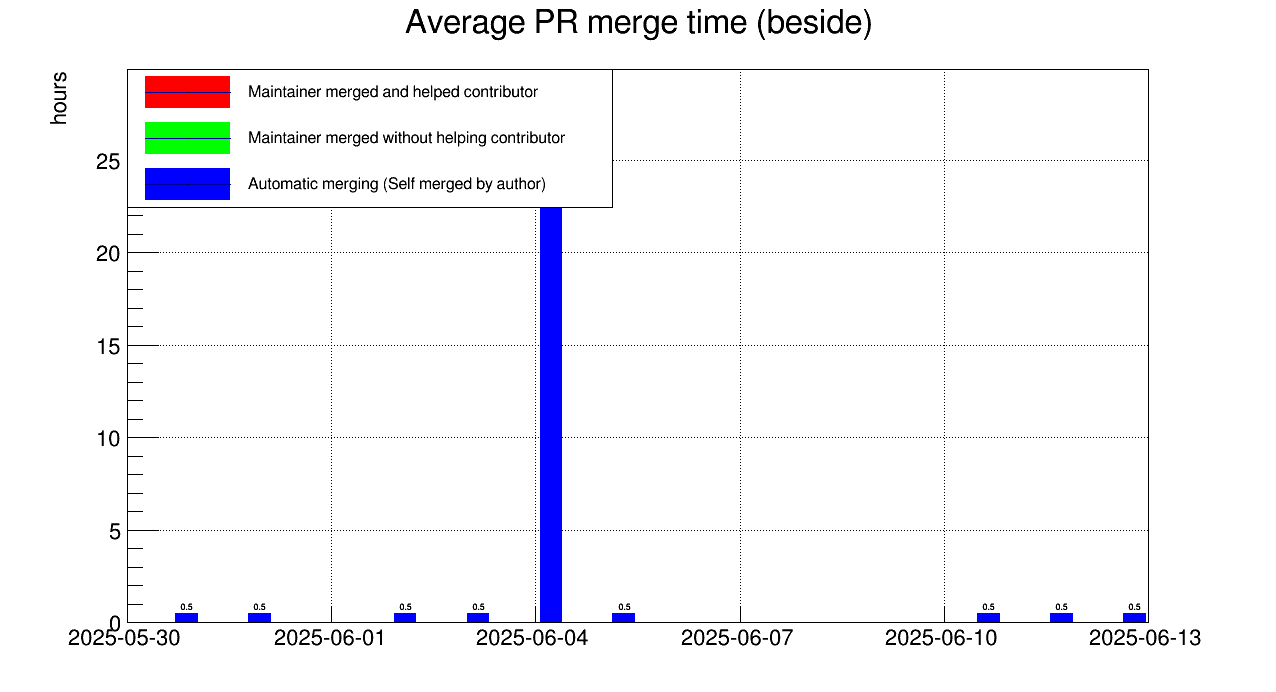 Average PR merge time (beside)
hours
Maintainer merged and helped contributor
Maintainer merged without helping contributor
Automatic merging (Self merged by author)
25
20
15
10
5
0
0.5 0.5 0.5 0.5 0.5 0.5 0.5 0.5
2025-05-30 2025-06-01 2025-06-04 2025-06-07 2025-06-10 2025-06-13